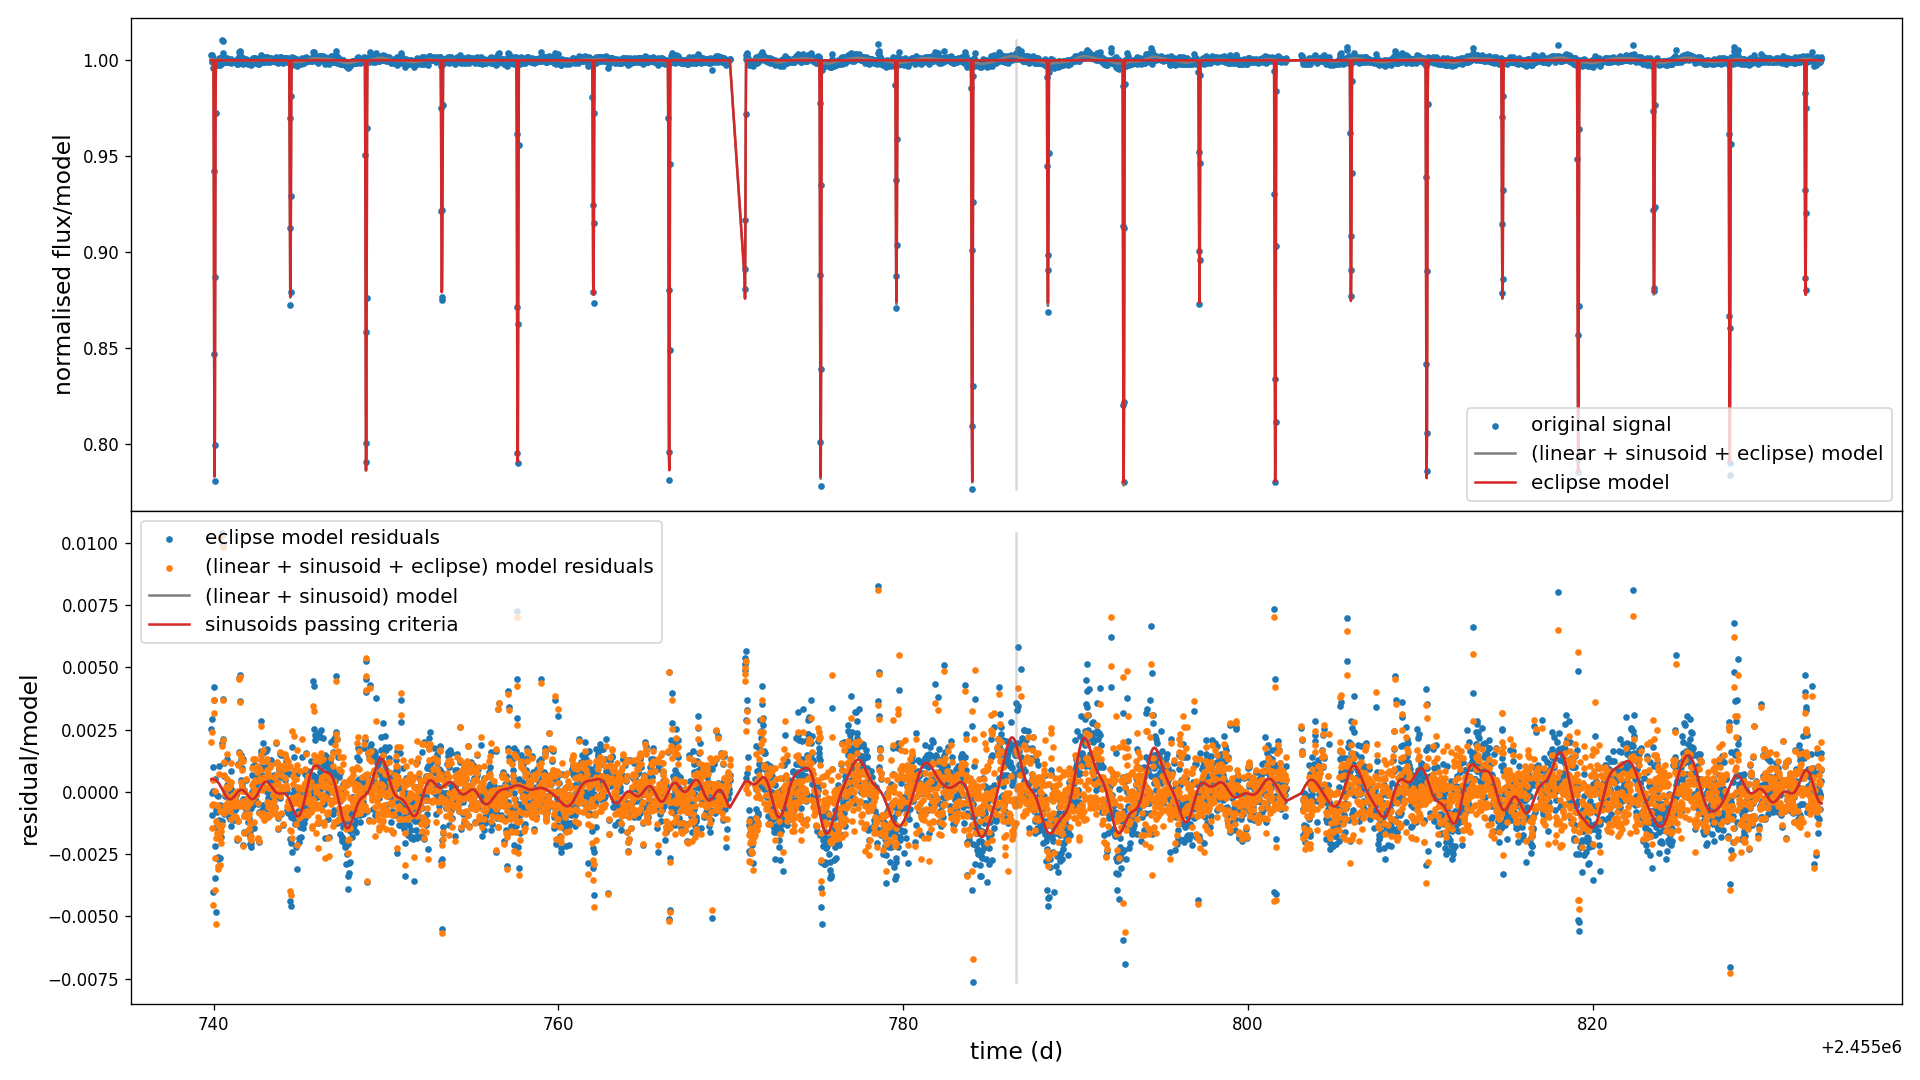 normalised flux/model
1.00
0.95
0.90
0.85
0.80
original signal
(linear + sinusoid + eclipse) model
eclipse model
residual/model
0.0100
0.0075
0.0050
0.0025
0.0000
−0.0025
−0.0050
−0.0075
eclipse model residuals
(linear + sinusoid + eclipse) model residuals
(linear + sinusoid) model
sinusoids passing criteria
740 760 780 800 820
+2.455e6
time (d)